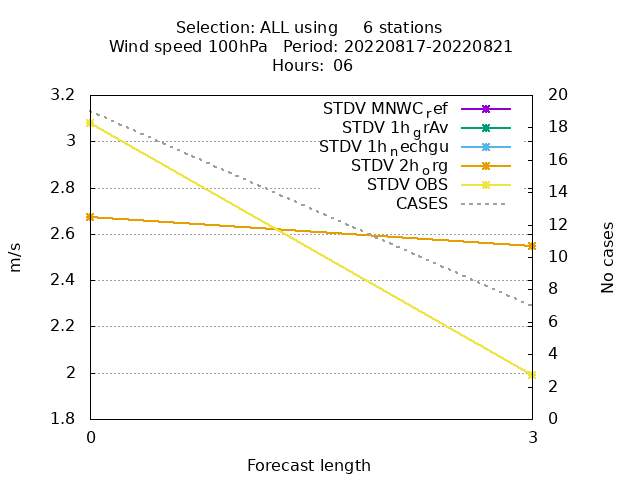 Selection: ALL using     6 stations
Wind speed 100hPa   Period: 20220817-20220821
Hours:  06
3.2
3
2.8
2.6
2.4
2.2
2
1.8
m/s
STDV MNWC_ref
STDV 1h_grAv
STDV 1h_nechgu
STDV 2h_org
STDV OBS
CASES
20
18
16
14
12
10
8
6
4
2
0
No cases
0
3
Forecast length